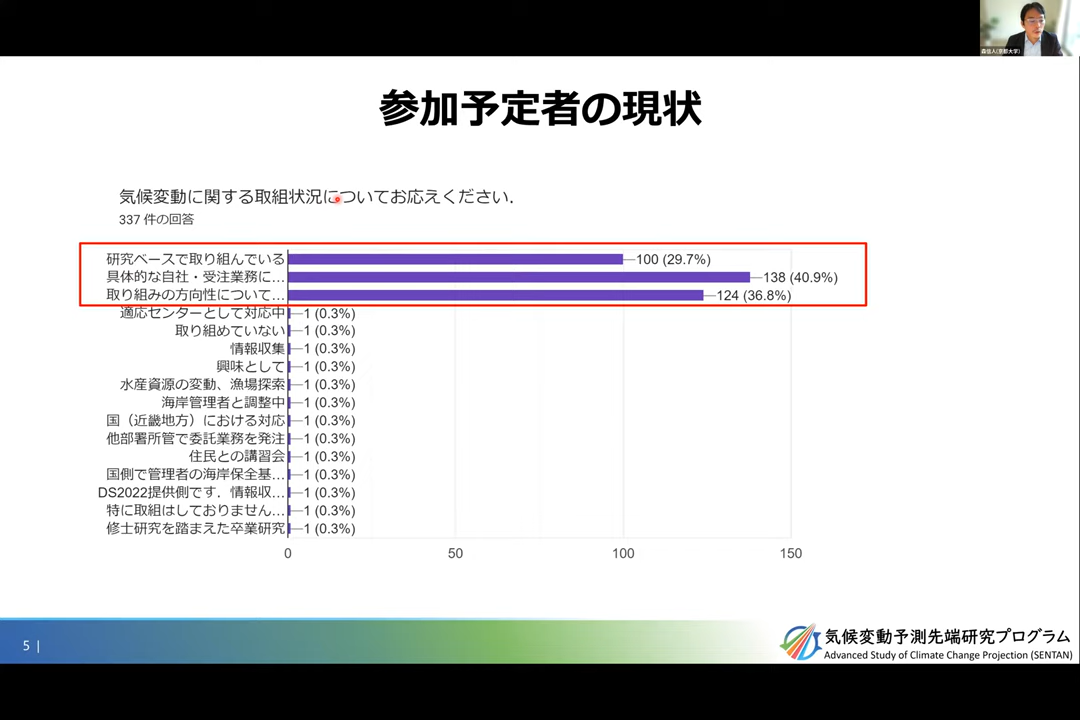 森信人(京都大学)
参加予定者の現状
気候変動に関する取組状況についてお応えください.
337 件の回答
研究ベースで取り組んでいる 100 (29.7%)
具体的な自社・受注業務に… 138 (40.9%)
取り組みの方向性について… 124 (36.8%)
適応センターとして対応中 1 (0.3%)
取り組めていない 1 (0.3%)
情報収集 1 (0.3%)
興味として 1 (0.3%)
水産資源の変動、漁場探索 1 (0.3%)
海岸管理者と調整中 1 (0.3%)
国（近畿地方）における対応 1 (0.3%)
他部署所管で委託業務を発注 1 (0.3%)
住民との講習会 1 (0.3%)
国側で管理者の海岸保全基… 1 (0.3%)
DS2022提供側です．情報収… 1 (0.3%)
特に取組はしておりません… 1 (0.3%)
修士研究を踏まえた卒業研究 1 (0.3%)
0 50 100 150
5 |
気候変動予測先端研究プログラム
Advanced Study of Climate Change Projection (SENTAN)